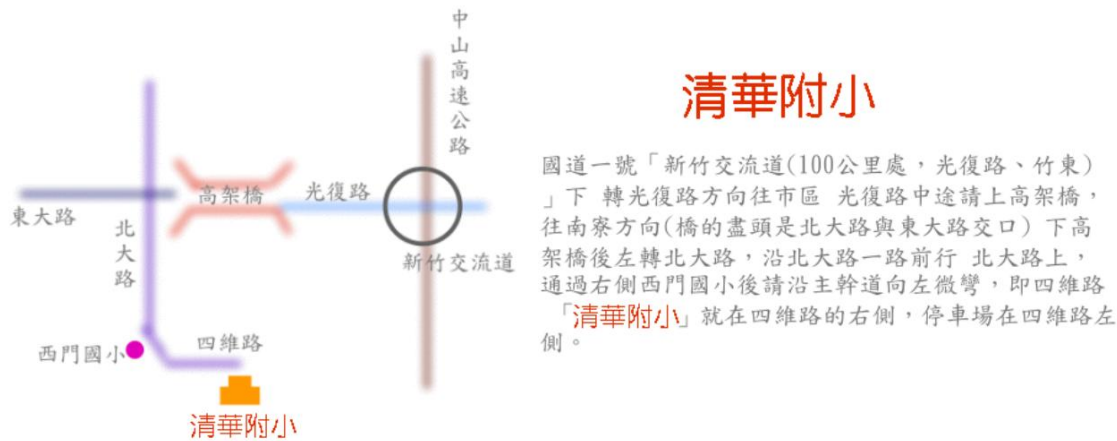 中山高速公路
高架橋
光復路
東大路
北大路
新竹交流道
四維路
西門國小
清華附小
清華附小
國道一號「新竹交流道(100公里處，光復路、竹東)
」下 轉光復路方向往市區 光復路中途請上高架橋，
往南寮方向(橋的盡頭是北大路與東大路交口) 下高
架橋後左轉北大路，沿北大路一路前行 北大路上，
通過右側西門國小後請沿主幹道向左微彎，即四維路
「清華附小」就在四維路的右側，停車場在四維路左
側。